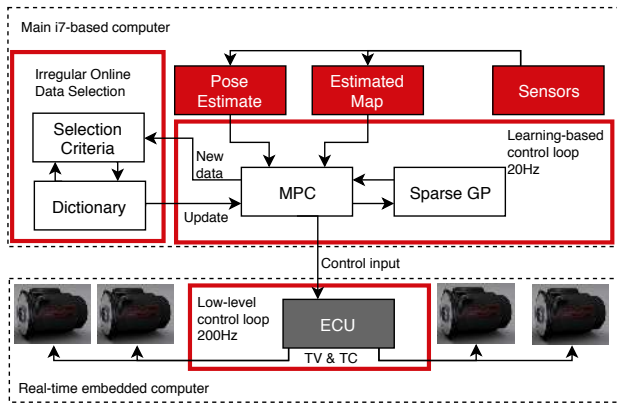 Main i7-based computer
Irregular Online
Data Selection
Pose
Estimate
Estimated
Map
Sensors
Selection
Criteria
New
data
Learning-based
control loop
20Hz
MPC
Sparse GP
Dictionary
Update
Control input
Low-level
control loop
200Hz
ECU
TV & TC
Real-time embedded computer